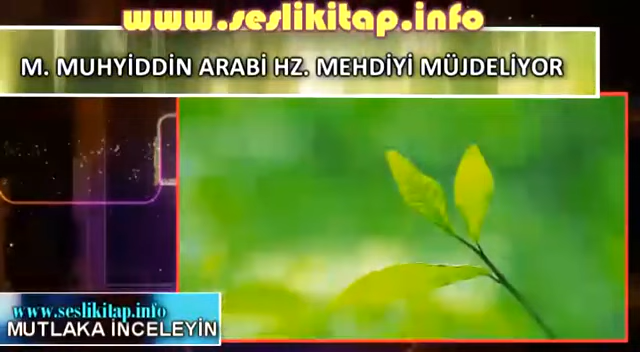 www.seslikitap.info
M. MUHYİDDİN ARABİ HZ. MEHDİYİ MÜJDELİYOR
www.seslikitap.info
MUTLAKA İNCELEYİN